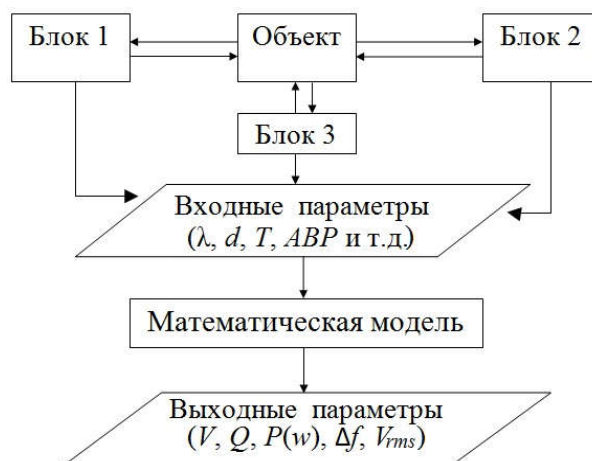 Блок 1
Объект
Блок 2
Блок 3
Входные параметры
(λ, d, T, ABP и т.д.)
Математическая модель
Выходные параметры
(V, Q, P(w), Δf, Vrms)